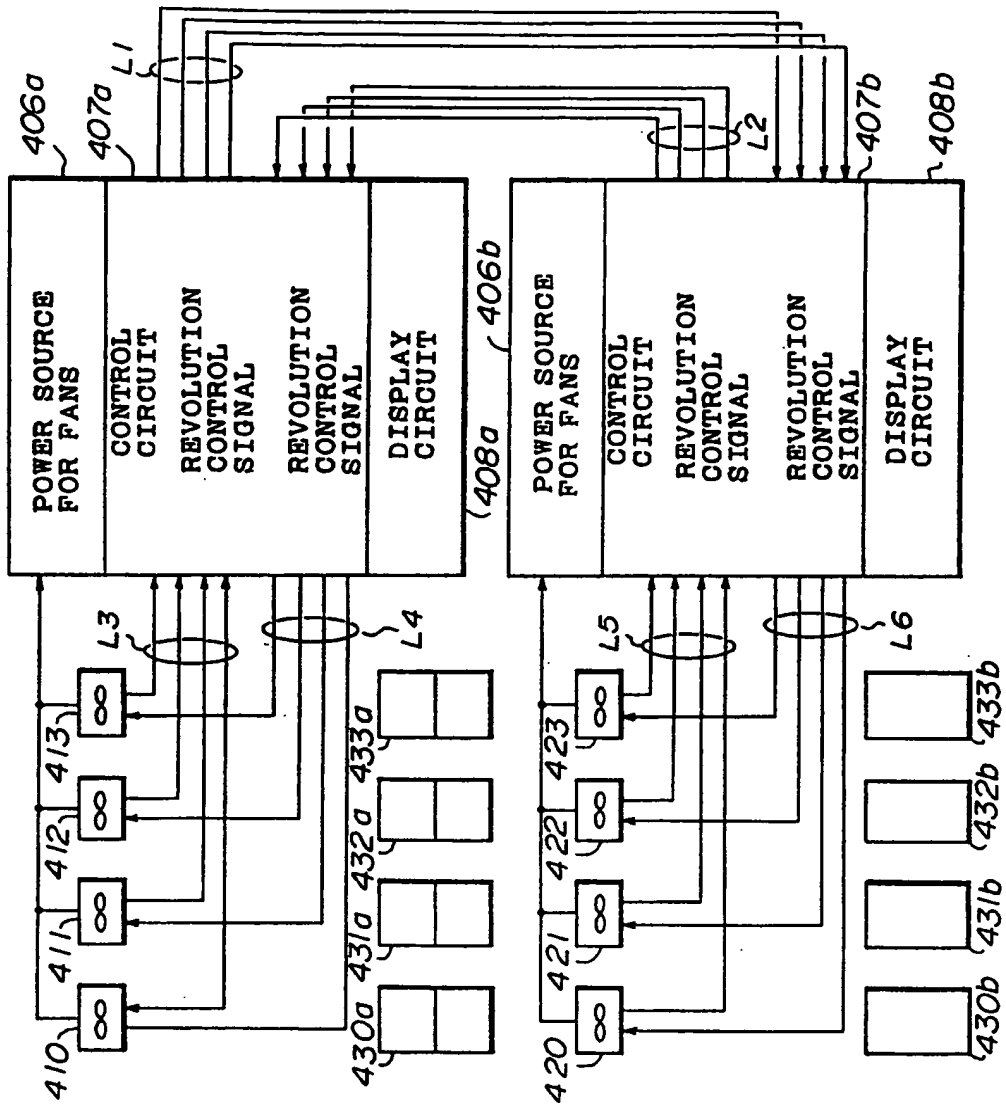 L1
406a
407a
POWER SOURCE
FOR FANS
CONTROL
CIRCUIT
REVOLUTION
CONTROL
SIGNAL
REVOLUTION
CONTROL
SIGNAL
DISPLAY
CIRCUIT
408a
L3
L4
410
411
412
413
430a
431a
432a
433a
L2
406b
407b
408b
POWER SOURCE
FOR FANS
CONTROL
CIRCUIT
REVOLUTION
CONTROL
SIGNAL
REVOLUTION
CONTROL
SIGNAL
DISPLAY
CIRCUIT
L5
L6
420
421
422
423
430b
431b
432b
433b